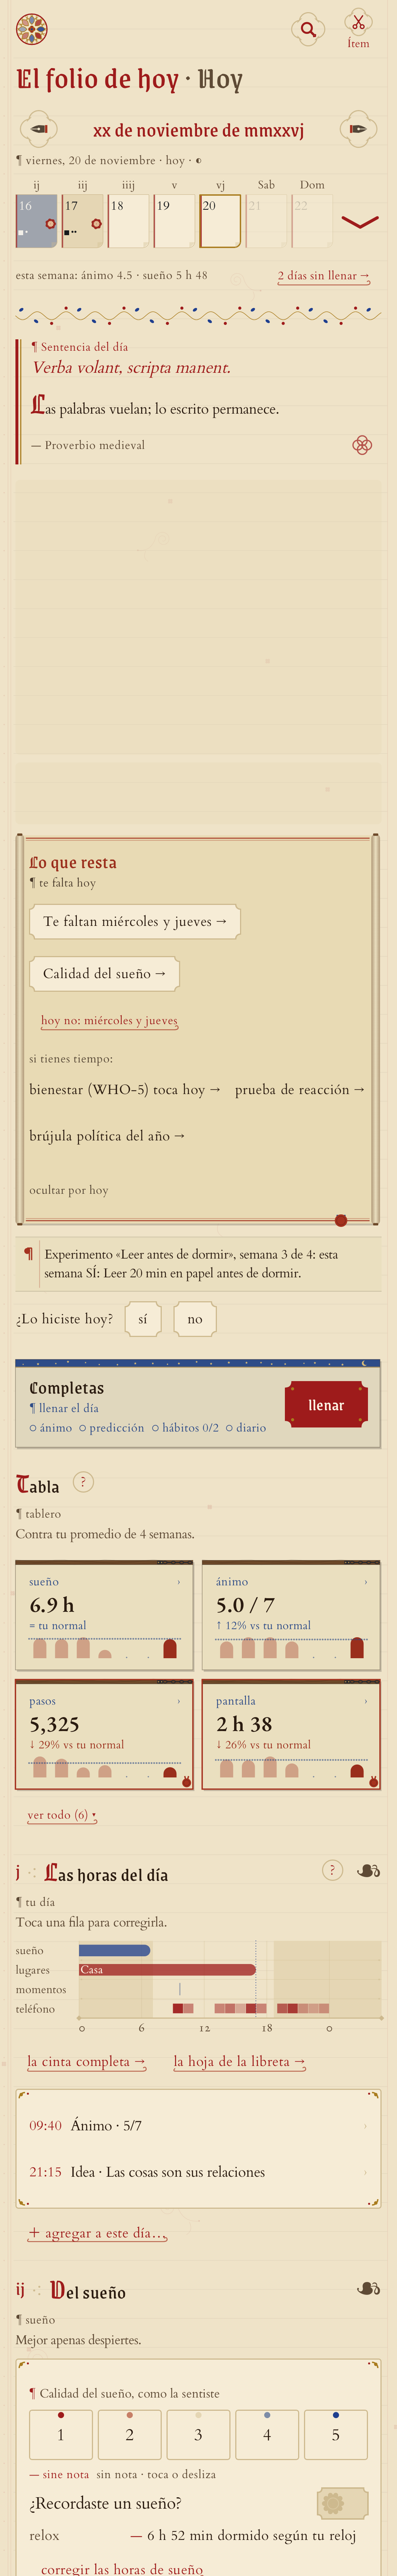 Ítem
El folio de hoy · Hoy
xx de noviembre de mmxxvj
¶ viernes, 20 de noviembre · hoy ·
ij iij iiij v vj Sab Dom
16 17 18 19 20 21 22
esta semana: ánimo 4.5 · sueño 5 h 48 2 días sin llenar →
¶ Sentencia del día
Verba volant, scripta manent.
Las palabras vuelan; lo escrito permanece.
— Proverbio medieval
Lo que resta
¶ te falta hoy
Te faltan miércoles y jueves →
Calidad del sueño →
hoy no: miércoles y jueves
si tienes tiempo:
bienestar (WHO-5) toca hoy → prueba de reacción →
brújula política del año →
ocultar por hoy
¶ Experimento «Leer antes de dormir», semana 3 de 4: esta
semana SÍ: Leer 20 min en papel antes de dormir.
¿Lo hiciste hoy? sí no
Completas
¶ llenar el día
○ ánimo ○ predicción ○ hábitos 0/2 ○ diario
llenar
Tabla ?
¶ tablero
Contra tu promedio de 4 semanas.
sueño ›
6.9 h
= tu normal
ánimo ›
5.0 / 7
↑ 12% vs tu normal
pasos ›
5,325
↓ 29% vs tu normal
pantalla ›
2 h 38
↓ 26% vs tu normal
ver todo (6) ▾
j Las horas del día ?
¶ tu día
Toca una fila para corregirla.
sueño
lugares Casa
momentos
teléfono
0 6 12 18 0
la cinta completa → la hoja de la libreta →
09:40 Ánimo · 5/7 ›
21:15 Idea · Las cosas son sus relaciones ›
+ agregar a este día…
ij Del sueño
¶ sueño
Mejor apenas despiertes.
¶ Calidad del sueño, como la sentiste
1 2 3 4 5
— sine nota sin nota · toca o desliza
¿Recordaste un sueño?
relox — 6 h 52 min dormido según tu reloj
corregir las horas de sueño